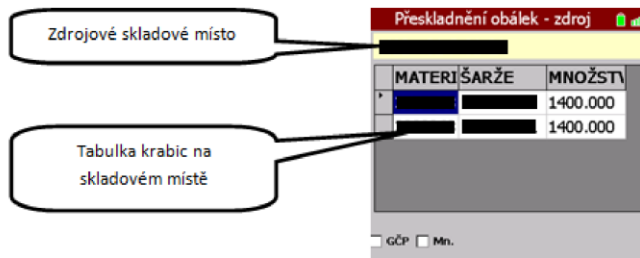 Zdrojové skladové místo
Přeskladnění obálek - zdroj
MATERI ŠARŽE MNOŽSTV
1400.000
1400.000
Tabulka krabic na
skladovém místě
GČP Mn.